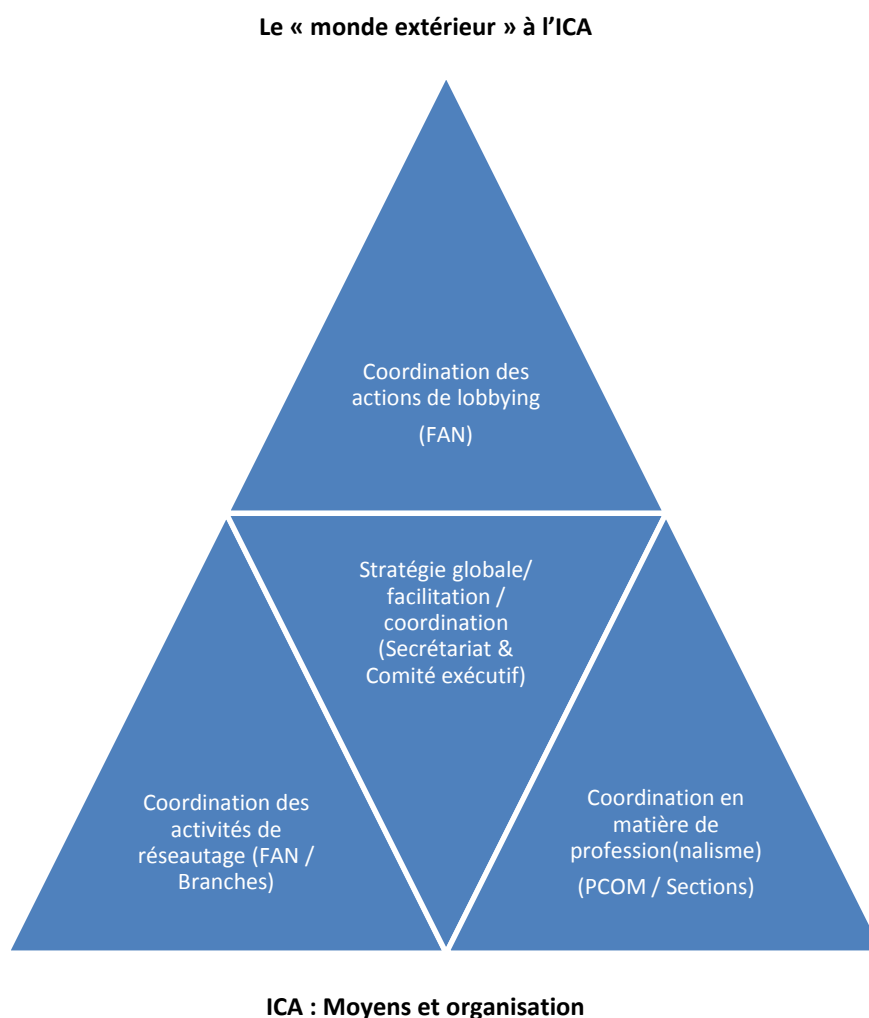 Le « monde extérieur » à l’ICA
Coordination des
actions de lobbying
(FAN)
Stratégie globale/
facilitation /
coordination
(Secrétariat &
Comité exécutif)
Coordination des
activités de
réseautage (FAN /
Branches)
Coordination en
matière de
profession(nalisme)
(PCOM / Sections)
ICA : Moyens et organisation